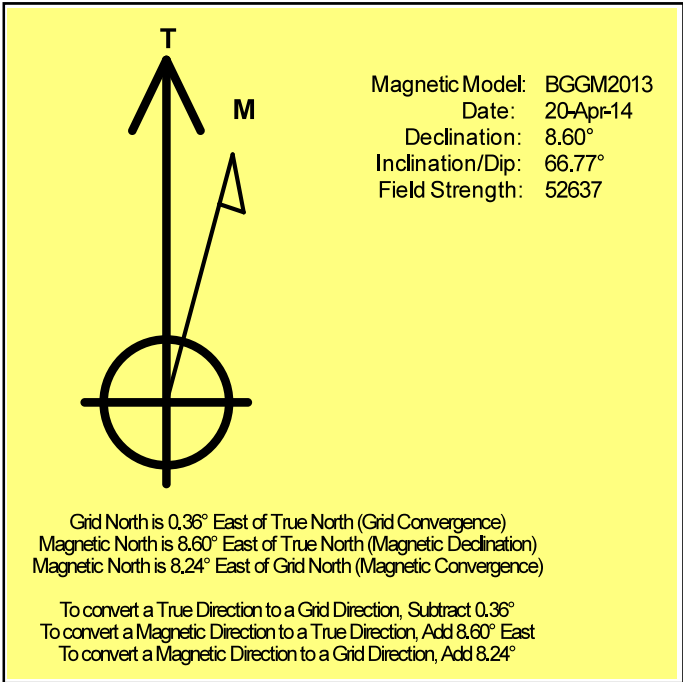 T
M
Magnetic Model: BGGM2013
Date: 20-Apr-14
Declination: 8.60°
Inclination/Dip: 66.77°
Field Strength: 52637
Grid North is 0.36° East of True North (Grid Convergence)
Magnetic North is 8.60° East of True North (Magnetic Declination)
Magnetic North is 8.24° East of Grid North (Magnetic Convergence)
To convert a True Direction to a Grid Direction, Subtract 0.36°
To convert a Magnetic Direction to a True Direction, Add 8.60° East
To convert a Magnetic Direction to a Grid Direction, Add 8.24°